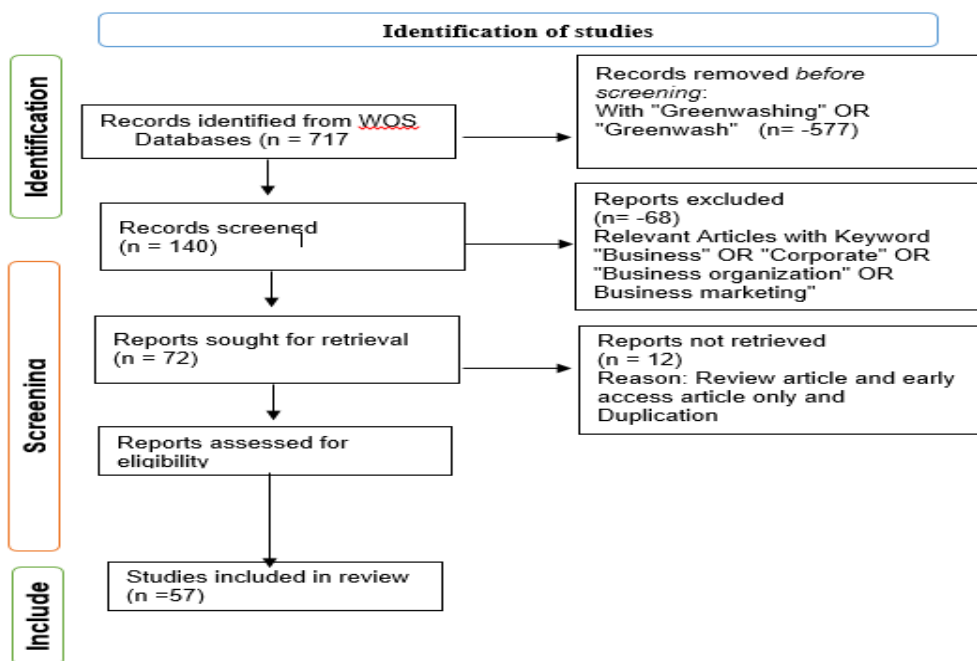 Identification of studies
Identification
Records identified from WOS
Databases (n = 717
Records removed before
screening:
With "Greenwashing" OR
"Greenwash" (n= -577)
Records screened
(n = 140)
Reports excluded
(n= -68)
Relevant Articles with Keyword
"Business" OR "Corporate" OR
"Business organization" OR
Business marketing"
Screening
Reports sought for retrieval
(n = 72)
Reports not retrieved
(n = 12)
Reason: Review article and early
access article only and
Duplication
Reports assessed for
eligibility
Include
Studies included in review
(n =57)